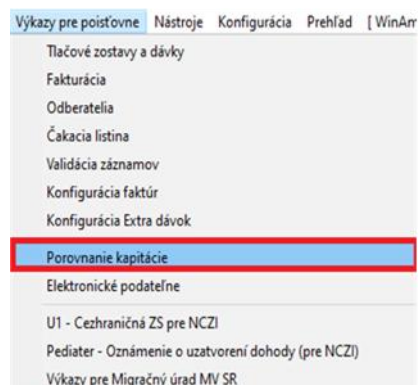 Výkazy pre poisťovne Nástroje Konfigurácia Prehľad [ WinAm
Tlačové zostavy a dávky
Fakturácia
Odberatelia
Čakacia listina
Validácia záznamov
Konfigurácia faktúr
Konfigurácia Extra dávok
Porovnanie kapitácie
Elektronické podateľne
U1 - Cezhraničná ZS pre NCZI
Pediater - Oznámenie o uzatvorení dohody (pre NCZI)
Výkazy pre Migračný úrad MV SR